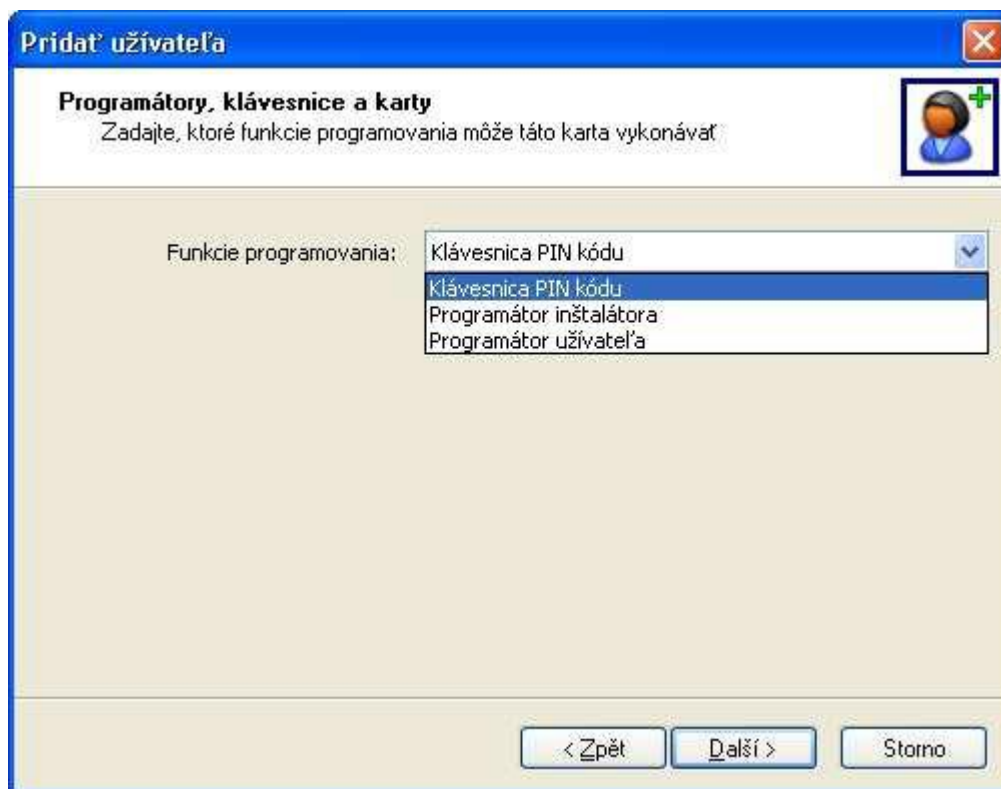 Pridať užívateľa
Programátory, klávesnice a karty
Zadajte, ktoré funkcie programovania môže táto karta vykonávať
Funkcie programovania:
Klávesnica PIN kódu
Klávesnica PIN kódu
Programátor inštalátora
Programátor užívateľa
< Zpět
Další >
Storno